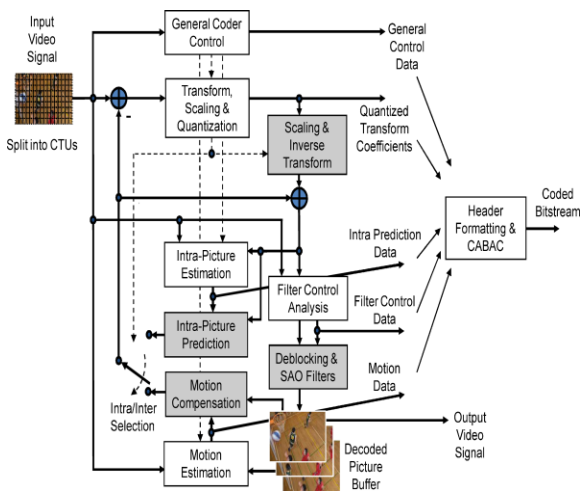 Input
Video
Signal
Split into CTUs
General Coder
Control
Transform,
Scaling &
Quantization
Scaling &
Inverse
Transform
General
Control
Data
Quantized
Transform
Coefficients
-
Intra-Picture
Estimation
Intra-Picture
Prediction
Filter Control
Analysis
Deblocking &
SAO Filters
Motion
Compensation
Motion
Estimation
Intra/Inter
Selection
Intra Prediction
Data
Filter Control
Data
Motion
Data
Header
Formatting &
CABAC
Coded
Bitstream
Decoded
Picture
Buffer
Output
Video
Signal